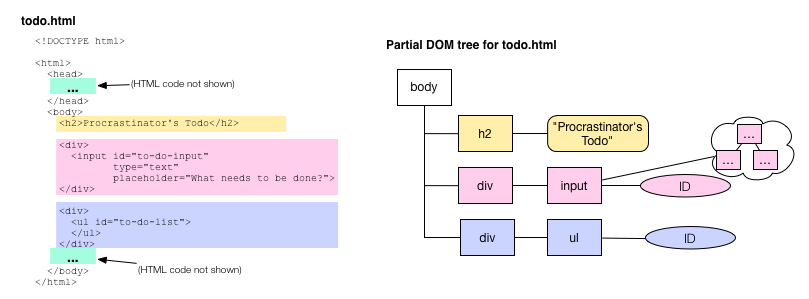 todo.html
<!DOCTYPE html>
<html>
<head>
...
(HTML code not shown)
</head>
<body>
<h2>Procrastinator's Todo</h2>
<div>
<input id="to-do-input"
type="text"
placeholder="What needs to be done?">
</div>
<div>
<ul id="to-do-list">
</ul>
</div>
...
(HTML code not shown)
</body>
</html>
Partial DOM tree for todo.html
body
h2
"Procrastinator's
Todo"
...
... ...
div input ID
div ul ID